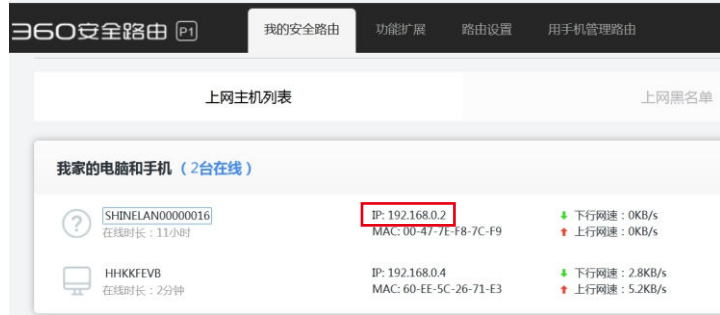 360安全路由 P1 我的安全路由 功能扩展 路由设置 用手机管理路由
上网主机列表 上网黑名单
我家的电脑和手机 （2台在线）
SHINELAN00000016 IP: 192.168.0.2 下行网速：0KB/s
在线时长：11小时 MAC: 00-47-7E-F8-7C-F9 上行网速：0KB/s
HHKKFEVB IP: 192.168.0.4 下行网速：2.8KB/s
在线时长：2分钟 MAC: 60-EE-5C-26-71-E3 上行网速：5.2KB/s